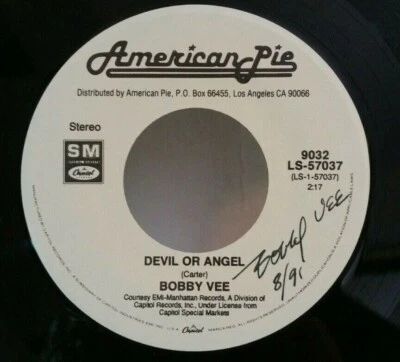 American Pie
Distributed by American Pie, P.O. Box 66455, Los Angeles CA 90066
Stereo
SM
Capitol
9032
LS-57037
(LS-1-57037)
2:17
DEVIL OR ANGEL
(Carter)
BOBBY VEE
Bobby VEE
8/91
Courtesy EMI-Manhattan Records, A Division of
Capitol Records, Inc., Under License from
Capitol Special Markets